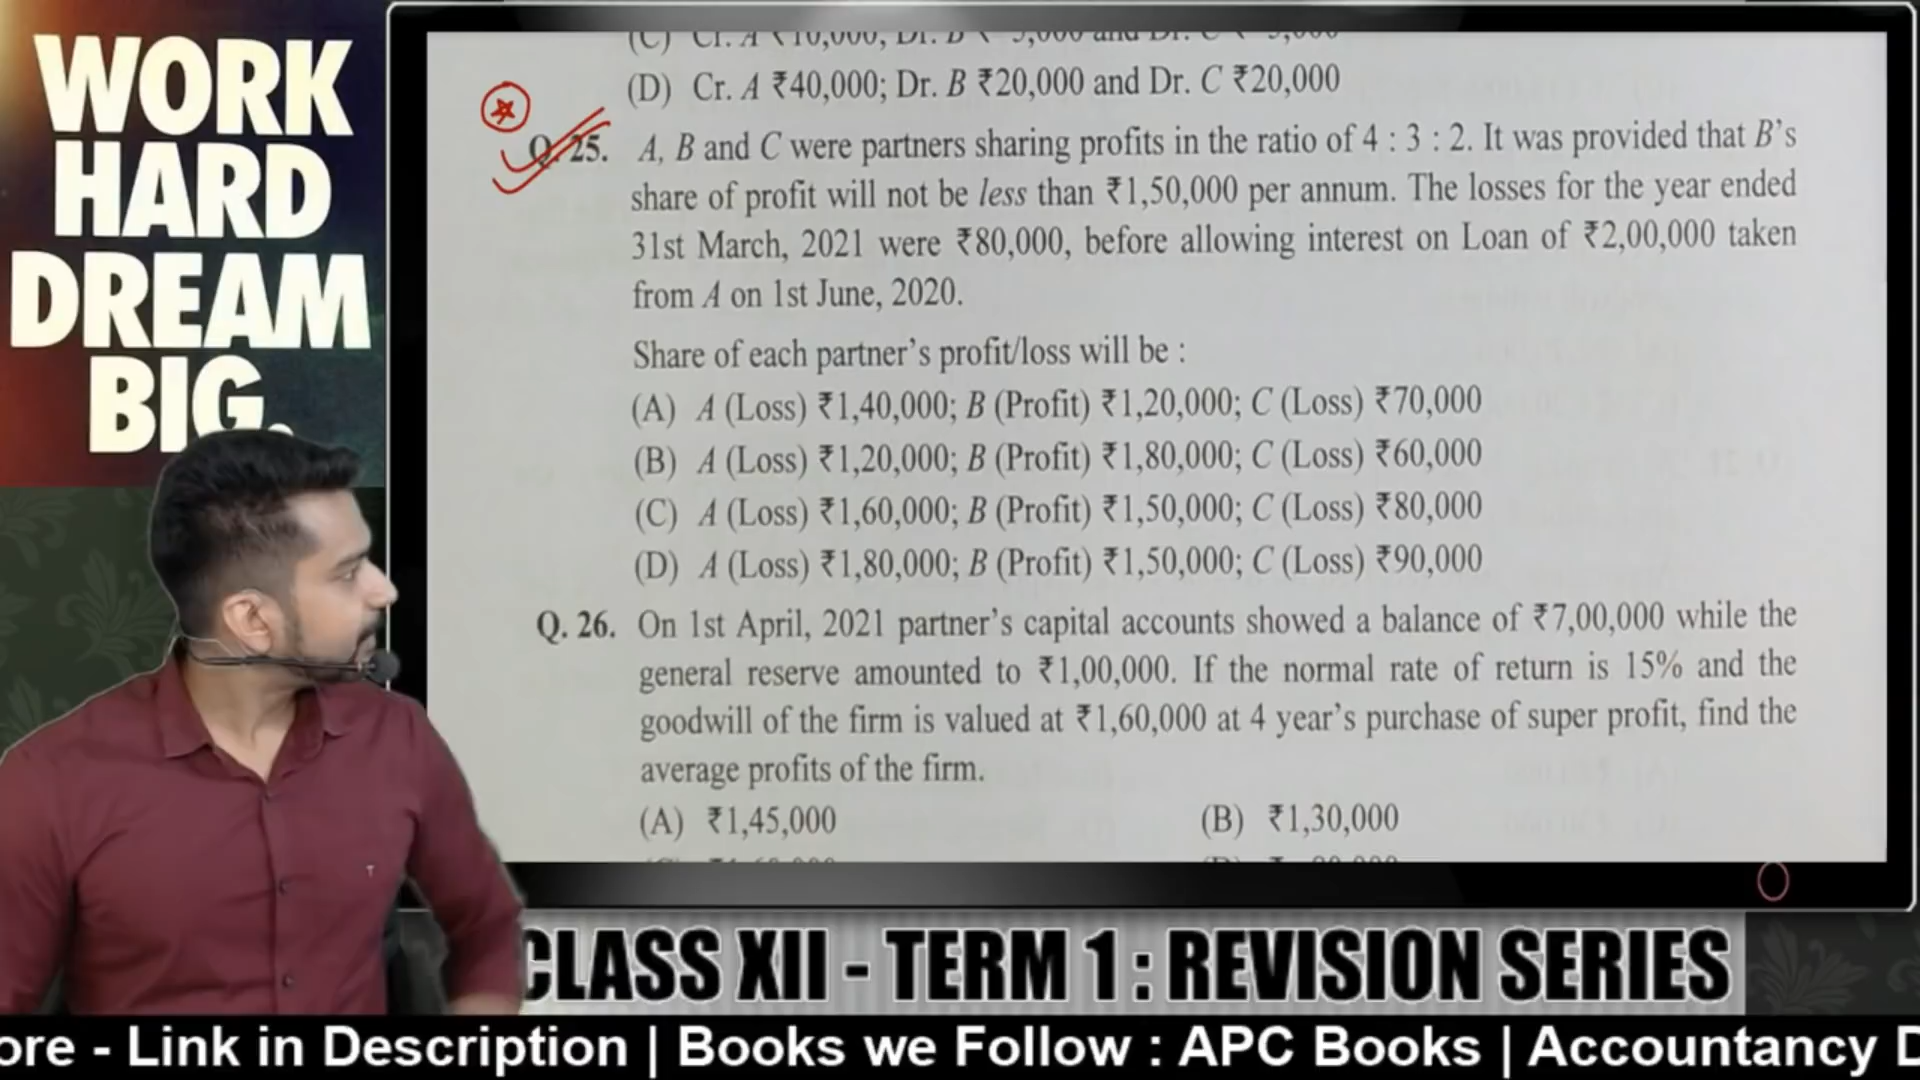 WORK
HARD
DREAM
BIG.
(D) Cr. A ₹40,000; Dr. B ₹20,000 and Dr. C ₹20,000
Q. 25. A, B and C were partners sharing profits in the ratio of 4 : 3 : 2. It was provided that B's
share of profit will not be less than ₹1,50,000 per annum. The losses for the year ended
31st March, 2021 were ₹80,000, before allowing interest on Loan of ₹2,00,000 taken
from A on 1st June, 2020.
Share of each partner's profit/loss will be :
(A) A (Loss) ₹1,40,000; B (Profit) ₹1,20,000; C (Loss) ₹70,000
(B) A (Loss) ₹1,20,000; B (Profit) ₹1,80,000; C (Loss) ₹60,000
(C) A (Loss) ₹1,60,000; B (Profit) ₹1,50,000; C (Loss) ₹80,000
(D) A (Loss) ₹1,80,000; B (Profit) ₹1,50,000; C (Loss) ₹90,000
Q. 26. On 1st April, 2021 partner's capital accounts showed a balance of ₹7,00,000 while the
general reserve amounted to ₹1,00,000. If the normal rate of return is 15% and the
goodwill of the firm is valued at ₹1,60,000 at 4 year's purchase of super profit, find the
average profits of the firm.
(A) ₹1,45,000 (B) ₹1,30,000
CLASS XII - TERM 1 : REVISION SERIES
ore - Link in Description | Books we Follow : APC Books | Accountancy D